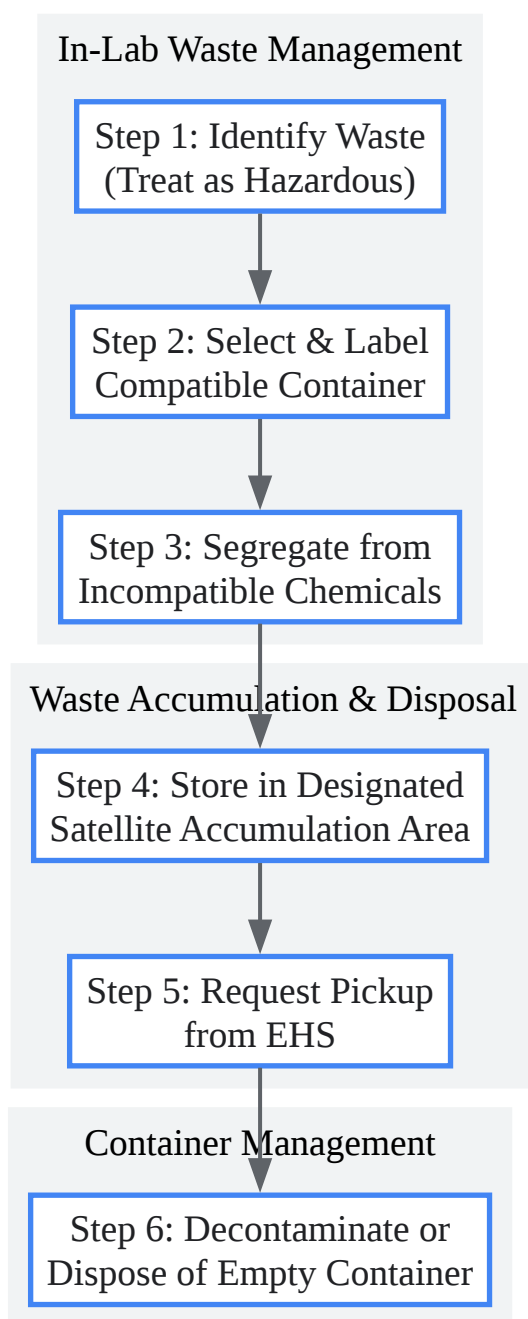 In-Lab Waste Management
Step 1: Identify Waste
(Treat as Hazardous)
Step 2: Select & Label
Compatible Container
Step 3: Segregate from
Incompatible Chemicals
Waste Accumulation & Disposal
Step 4: Store in Designated
Satellite Accumulation Area
Step 5: Request Pickup
from EHS
Container Management
Step 6: Decontaminate or
Dispose of Empty Container